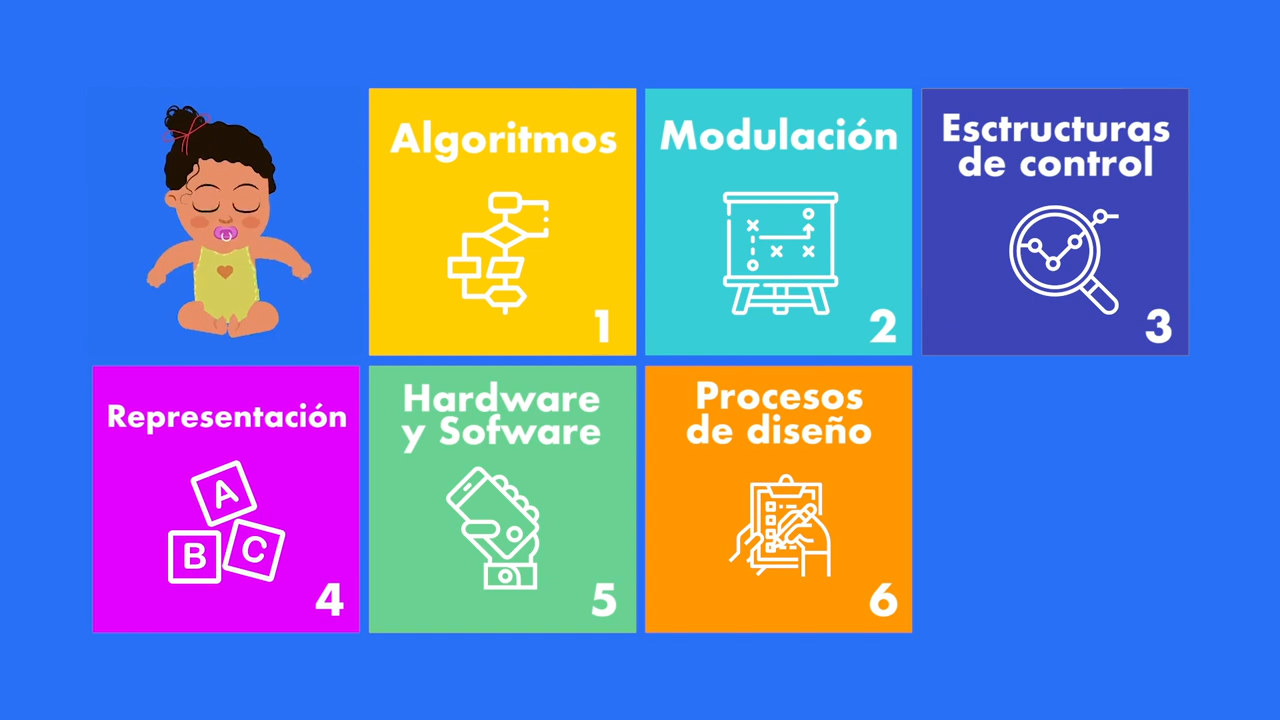 Algoritmos
1
Modulación
2
Esctructuras
de control
3
Representación
A
B
C
4
Hardware
y Sofware
5
Procesos
de diseño
6